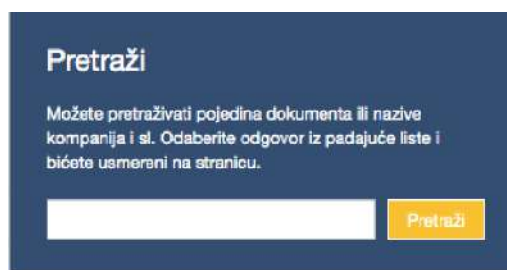 Pretraži
Možete pretraživati pojedina dokumenta ili nazive
kompanija i sl. Odaberite odgovor iz padajuće liste i
bićete usmereni na stranicu.
Pretraži